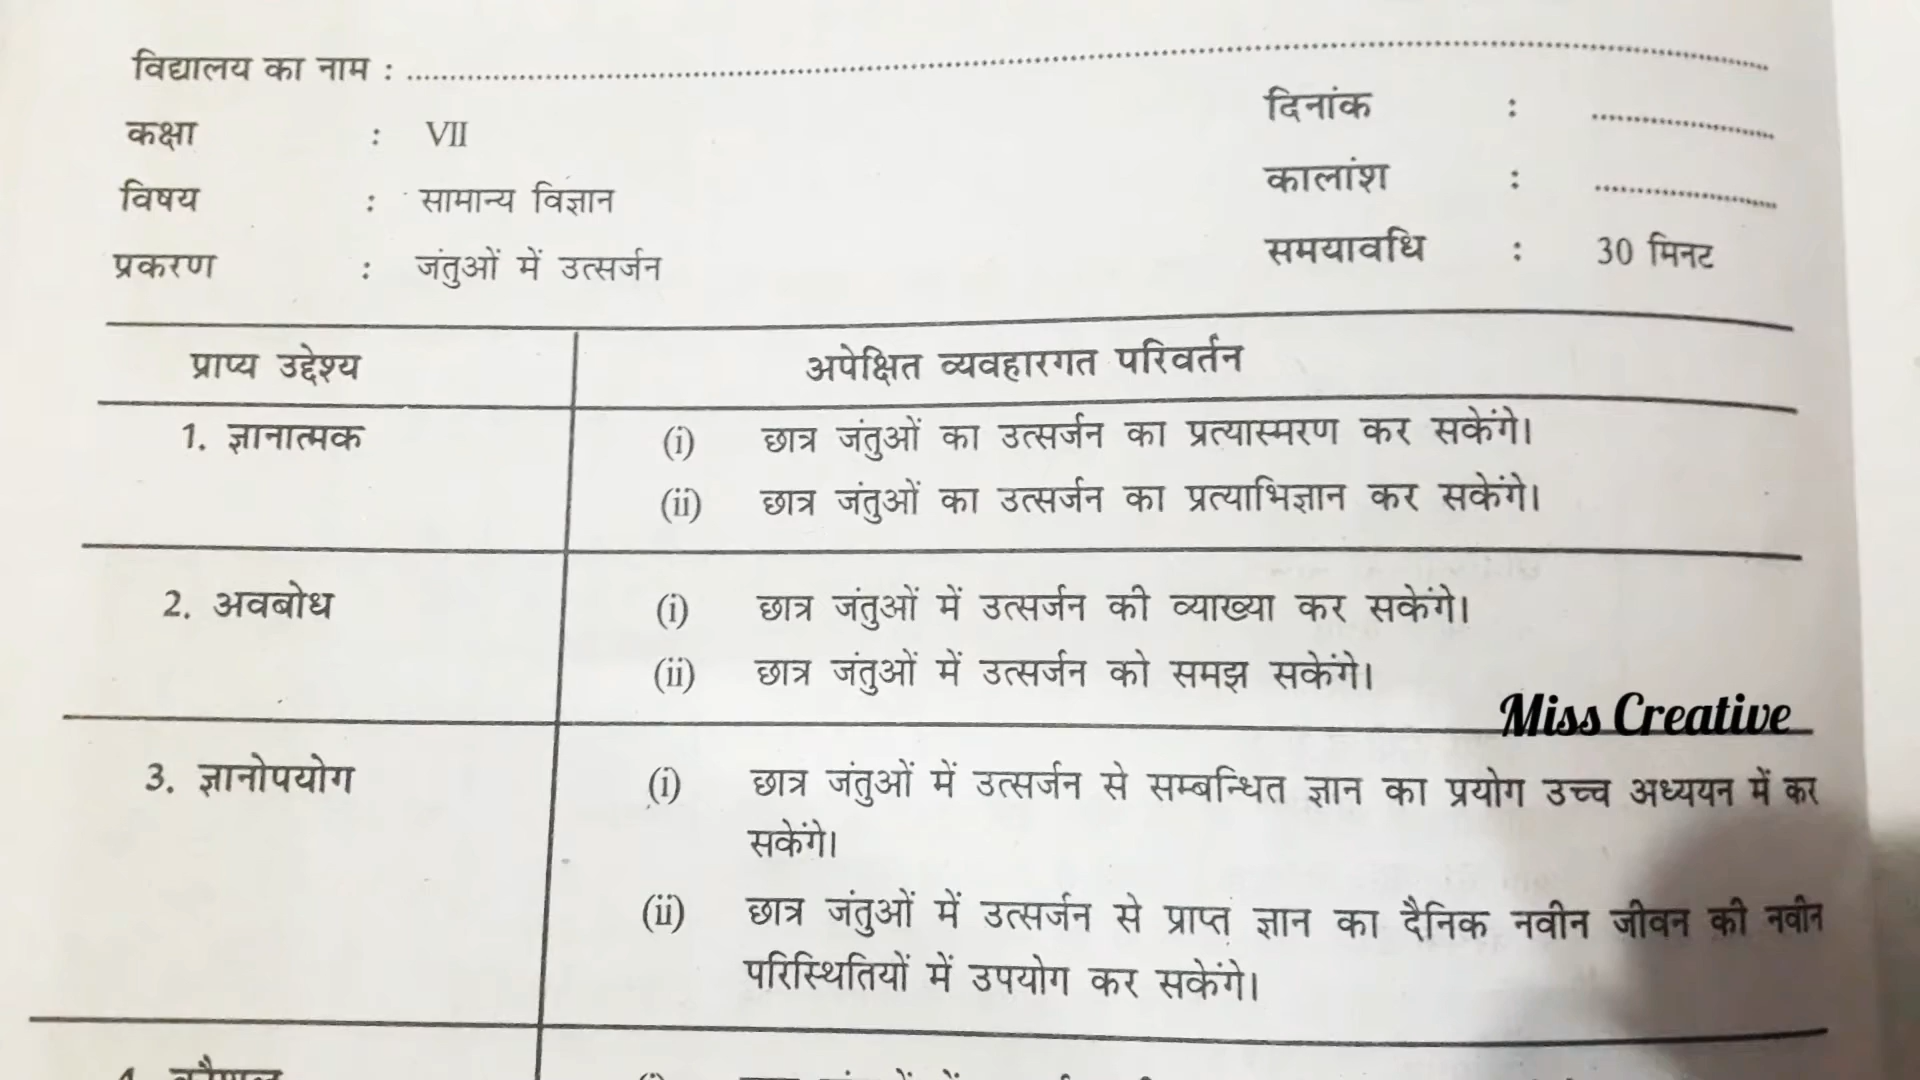 विद्यालय का नाम : ........................................................................
दिनांक : ....................
कक्षा : VII
कालांश : ....................
विषय : सामान्य विज्ञान
समयावधि : 30 मिनट
प्रकरण : जंतुओं में उत्सर्जन
प्राप्य उद्देश्य अपेक्षित व्यवहारगत परिवर्तन
1. ज्ञानात्मक (i) छात्र जंतुओं का उत्सर्जन का प्रत्यास्मरण कर सकेंगे।
(ii) छात्र जंतुओं का उत्सर्जन का प्रत्याभिज्ञान कर सकेंगे।
2. अवबोध (i) छात्र जंतुओं में उत्सर्जन की व्याख्या कर सकेंगे।
(ii) छात्र जंतुओं में उत्सर्जन को समझ सकेंगे।
Miss Creative
3. ज्ञानोपयोग (i) छात्र जंतुओं में उत्सर्जन से सम्बन्धित ज्ञान का प्रयोग उच्च अध्ययन में कर
सकेंगे।
(ii) छात्र जंतुओं में उत्सर्जन से प्राप्त ज्ञान का दैनिक नवीन जीवन की नवीन
परिस्थितियों में उपयोग कर सकेंगे।